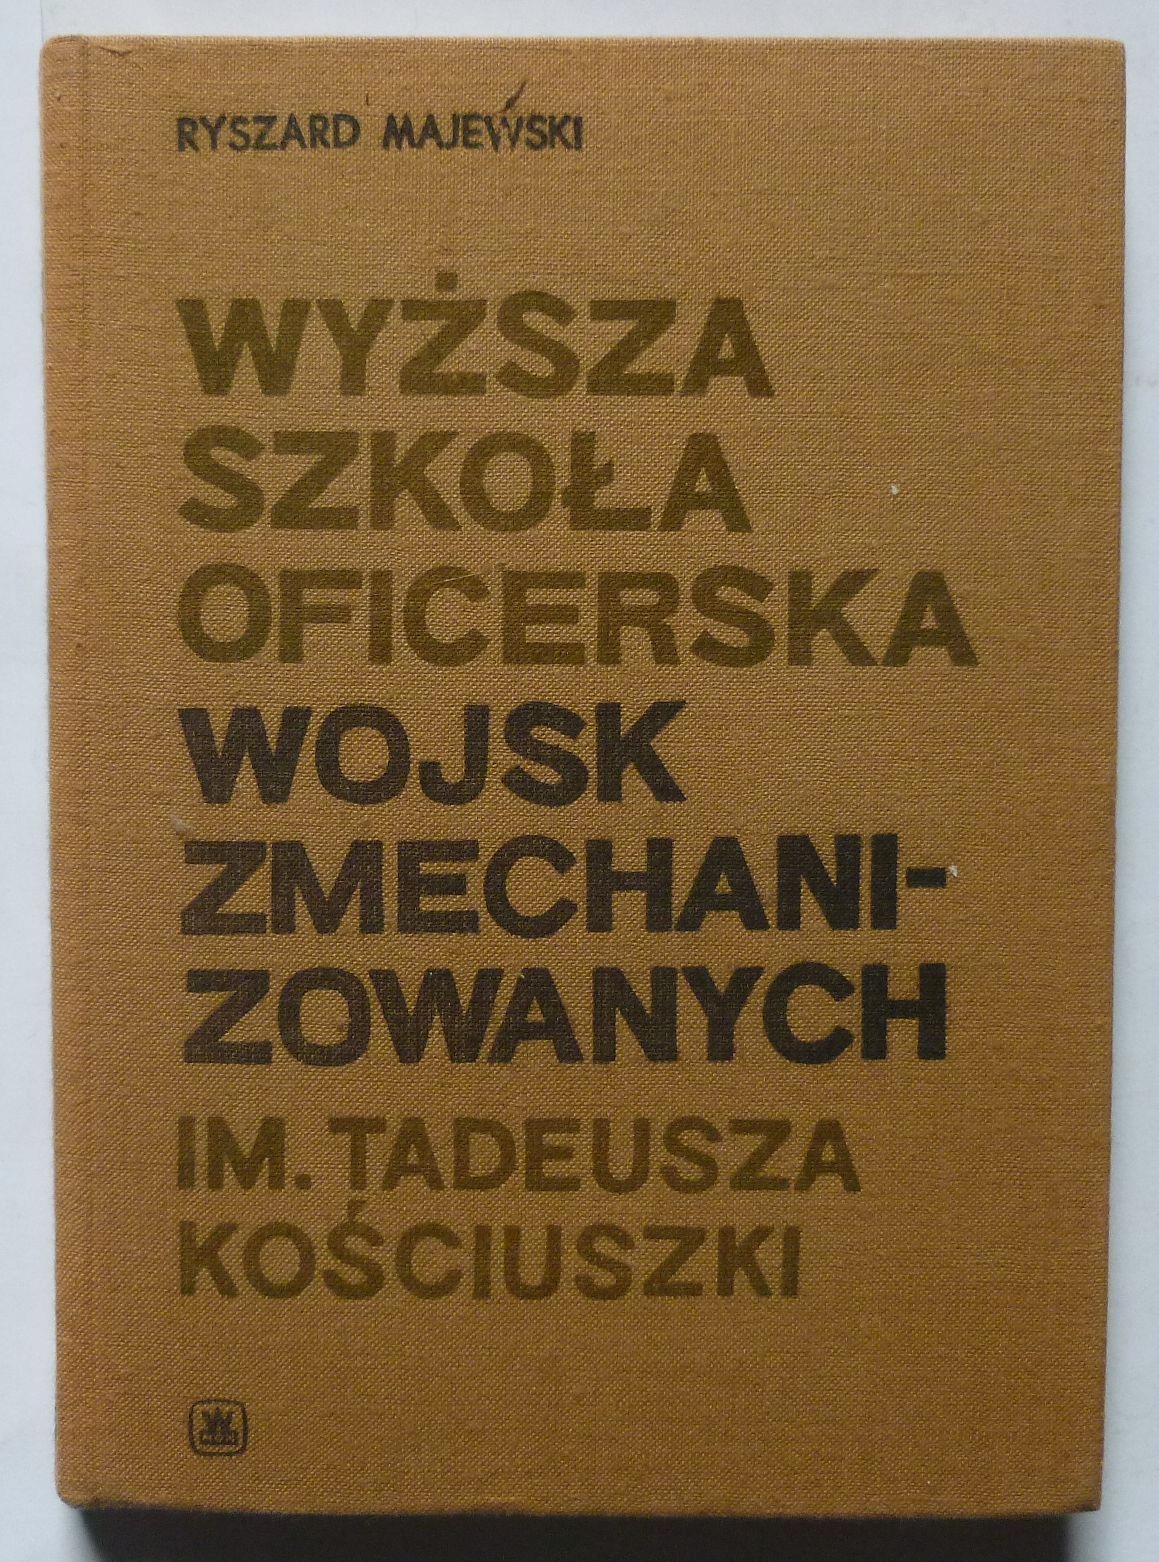 RYSZARD MAJEWSKI
WYŻSZA
SZKOŁA
OFICERSKA
WOJSK
ZMECHANI-
ZOWANYCH
IM. TADEUSZA
KOŚCIUSZKI